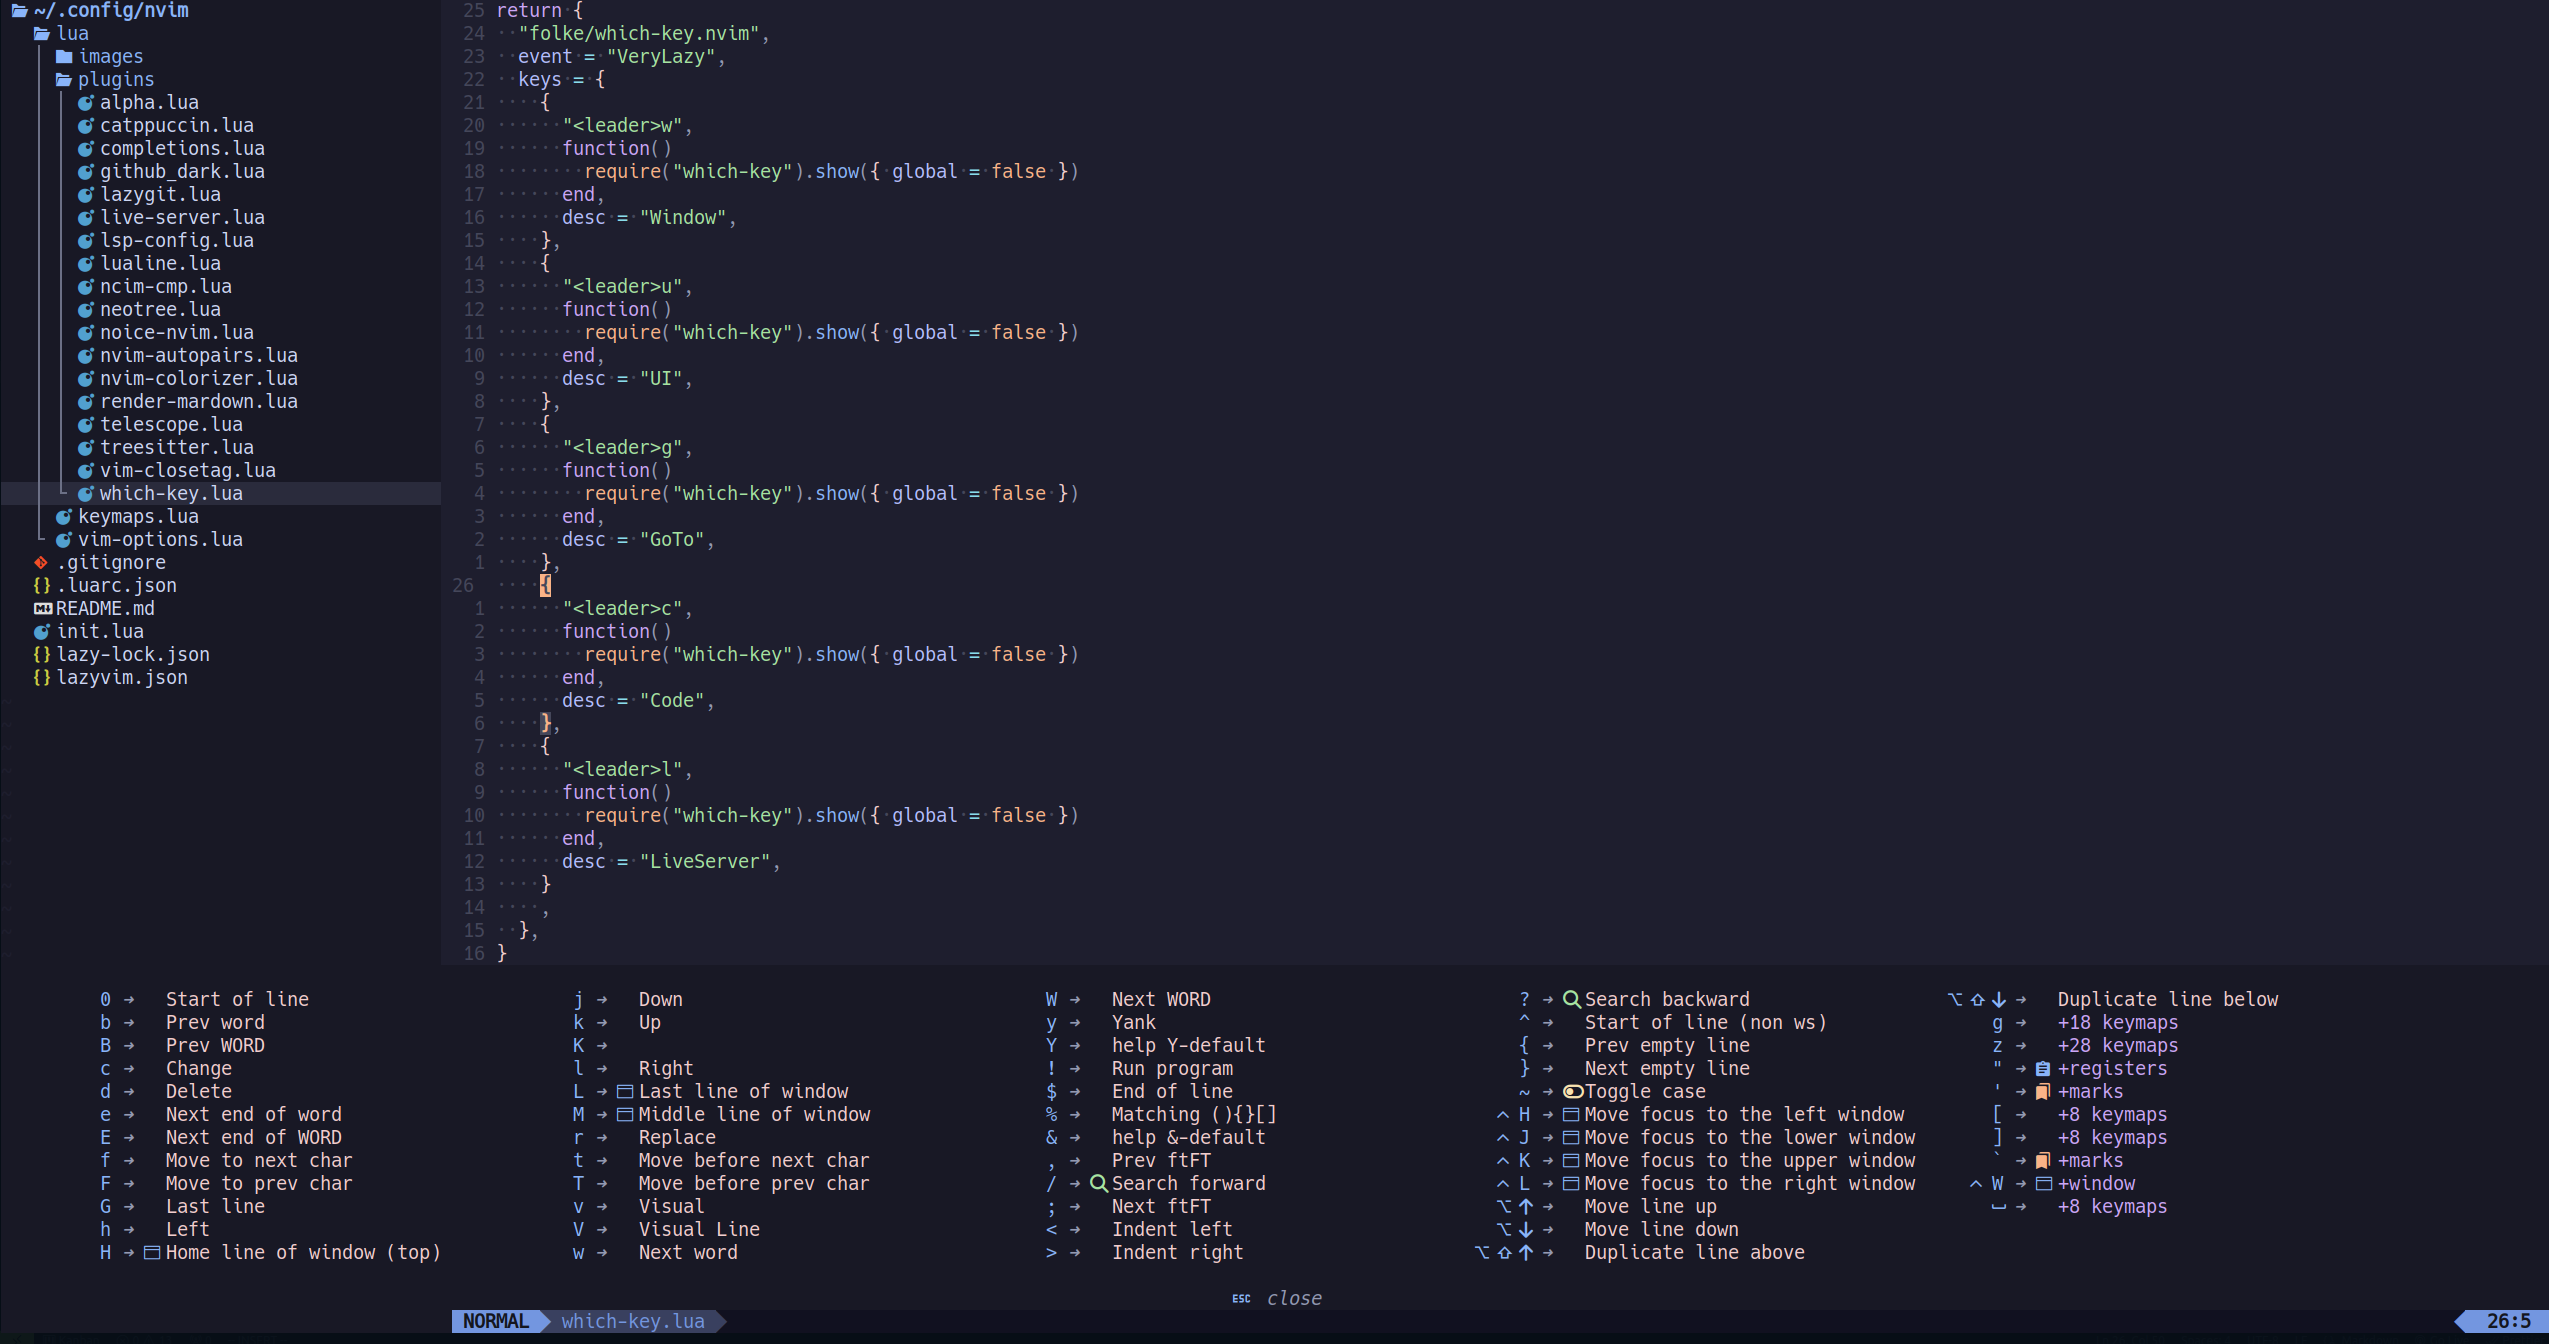 ~/.config/nvim
lua
images
plugins
alpha.lua
catppuccin.lua
completions.lua
github_dark.lua
lazygit.lua
live-server.lua
lsp-config.lua
lualine.lua
ncim-cmp.lua
neotree.lua
noice-nvim.lua
nvim-autopairs.lua
nvim-colorizer.lua
render-mardown.lua
telescope.lua
treesitter.lua
vim-closetag.lua
which-key.lua
keymaps.lua
vim-options.lua
.gitignore
{} .luarc.json
README.md
init.lua
{} lazy-lock.json
{} lazyvim.json
25 return {
24   "folke/which-key.nvim",
23   event = "VeryLazy",
22   keys = {
21     {
20       "<leader>w",
19       function()
18         require("which-key").show({ global = false })
17       end,
16       desc = "Window",
15     },
14     {
13       "<leader>u",
12       function()
11         require("which-key").show({ global = false })
10       end,
9       desc = "UI",
8     },
7     {
6       "<leader>g",
5       function()
4         require("which-key").show({ global = false })
3       end,
2       desc = "GoTo",
1     },
26     {
1       "<leader>c",
2       function()
3         require("which-key").show({ global = false })
4       end,
5       desc = "Code",
6     },
7     {
8       "<leader>l",
9       function()
10         require("which-key").show({ global = false })
11       end,
12       desc = "LiveServer",
13     }
14     ,
15   },
16 }
0 → Start of line
b → Prev word
B → Prev WORD
c → Change
d → Delete
e → Next end of word
E → Next end of WORD
f → Move to next char
F → Move to prev char
G → Last line
h → Left
H → Home line of window (top)
j → Down
k → Up
K →
l → Right
L → Last line of window
M → Middle line of window
r → Replace
t → Move before next char
T → Move before prev char
v → Visual
V → Visual Line
w → Next word
W → Next WORD
y → Yank
Y → help Y-default
! → Run program
$ → End of line
% → Matching (){}[]
& → help &-default
, → Prev ftFT
/ → Search forward
; → Next ftFT
< → Indent left
> → Indent right
? → Search backward
^ → Start of line (non ws)
{ → Prev empty line
} → Next empty line
~ → Toggle case
^ H → Move focus to the left window
^ J → Move focus to the lower window
^ K → Move focus to the upper window
^ L → Move focus to the right window
⌥ ↑ → Move line up
⌥ ↓ → Move line down
⌥ ⇧ ↑ → Duplicate line above
⌥ ⇧ ↓ → Duplicate line below
g → +18 keymaps
z → +28 keymaps
" → +registers
' → +marks
[ → +8 keymaps
] → +8 keymaps
` → +marks
^ W → +window
␣ → +8 keymaps
ESC close
NORMAL which-key.lua 26:5